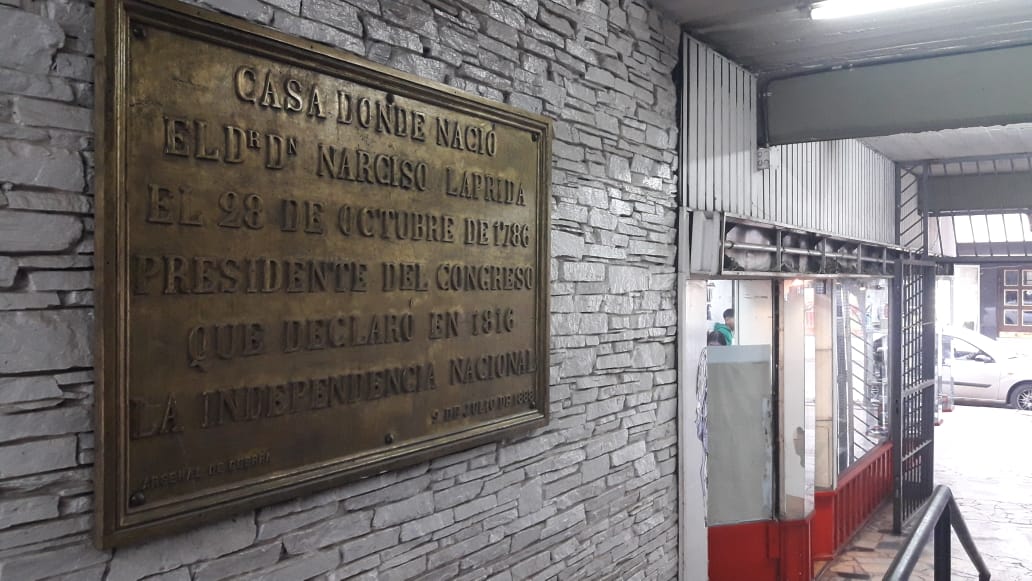 CASA DONDE NACIÓ
EL DR DN NARCISO LAPRIDA
EL 28 DE OCTUBRE DE 1786
PRESIDENTE DEL CONGRESO
QUE DECLARÓ EN 1816
LA INDEPENDENCIA NACIONAL
9 DE JULIO DE 1888
ARSENAL DE GUERRA